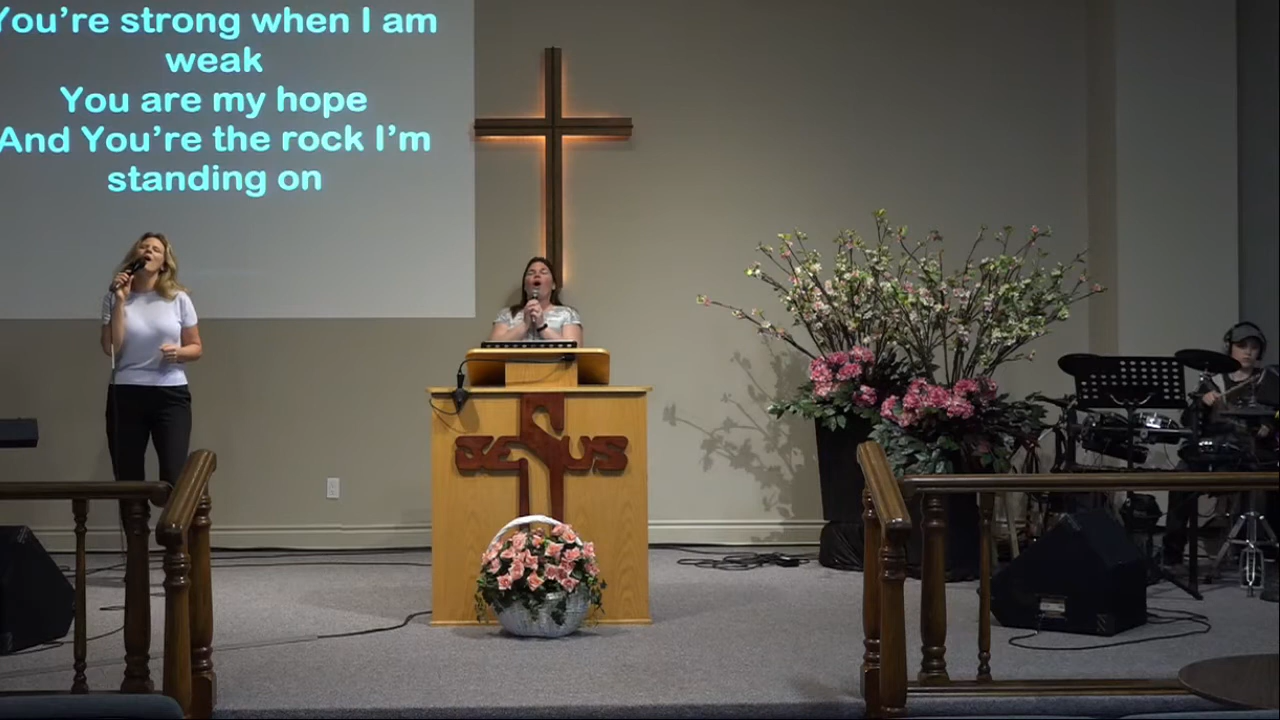 You're strong when I am
weak
You are my hope
And You're the rock I'm
standing on
JESUS